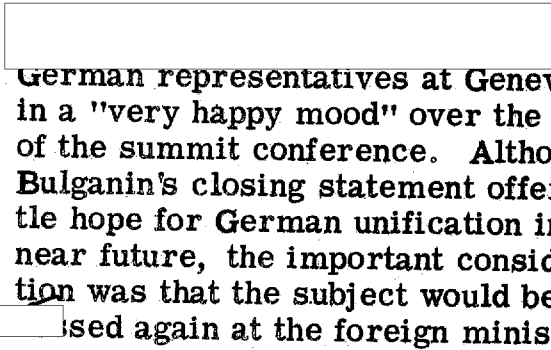 German representatives at Genev
in a "very happy mood" over the
of the summit conference. Altho
Bulganin's closing statement offe
tle hope for German unification i
near future, the important consid
tion was that the subject would be
ssed again at the foreign minis